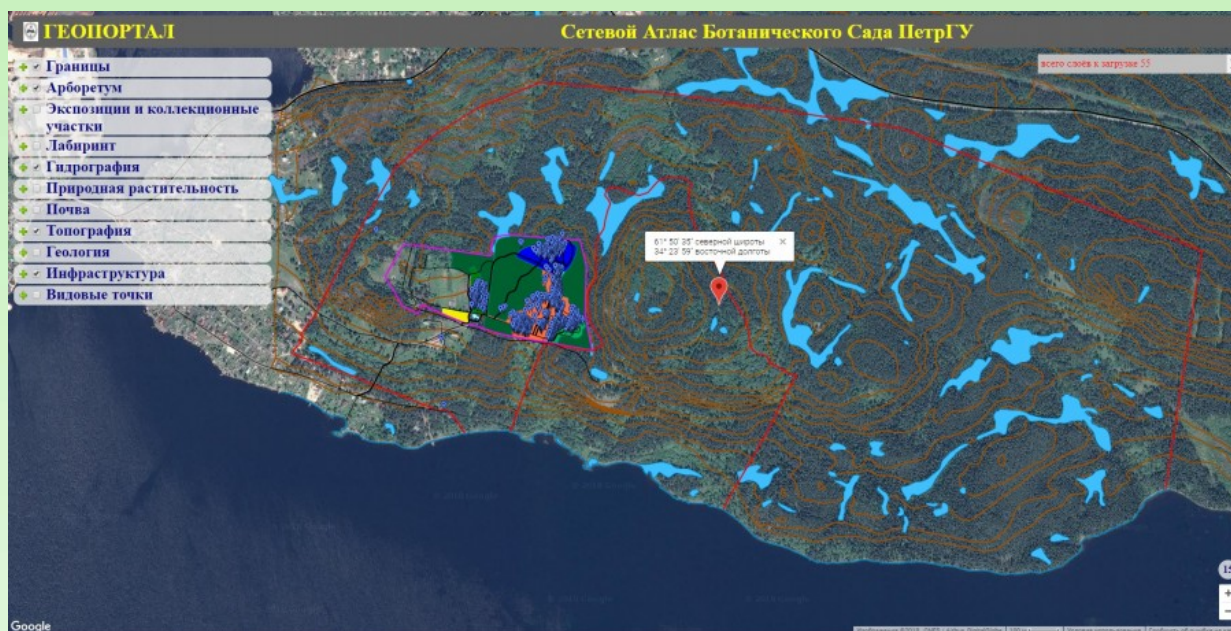 ГЕОПОРТАЛ
Сетевой Атлас Ботанического Сада ПетрГУ
всего слоёв к загрузке 55
Границы
Арборетум
Экспозиции и коллекционные
участки
Лабиринт
Гидрография
Природная растительность
Почва
Топография
Геология
Инфраструктура
Видовые точки
61° 50' 35" северной широты
34° 23' 59" восточной долготы
Google